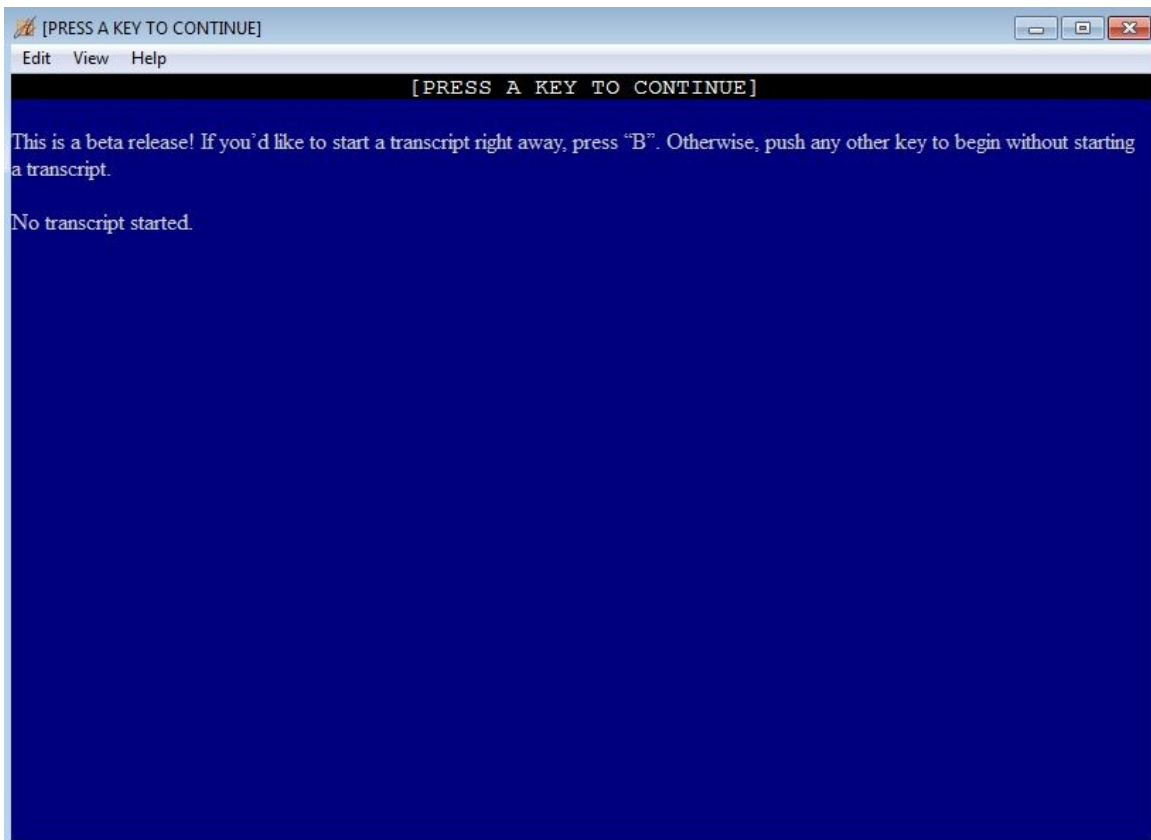 [PRESS A KEY TO CONTINUE]
Edit View Help
[PRESS A KEY TO CONTINUE]
This is a beta release! If you’d like to start a transcript right away, press “B”. Otherwise, push any other key to begin without starting
a transcript.
No transcript started.